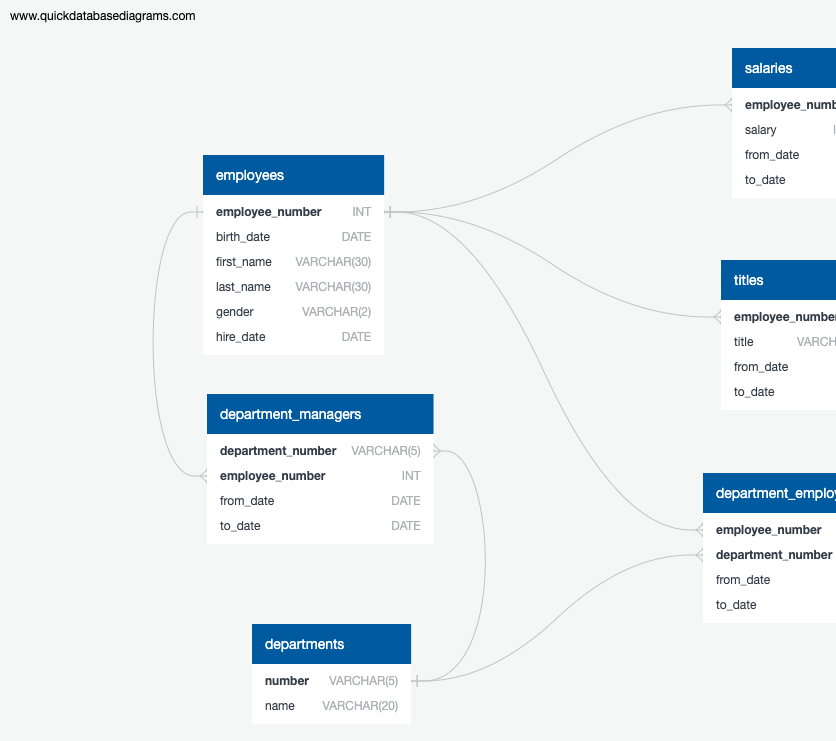 www.quickdatabasediagrams.com
salaries
employee_numb
salary
from_date
to_date
employees
employee_number INT
birth_date DATE
first_name VARCHAR(30)
last_name VARCHAR(30)
gender VARCHAR(2)
hire_date DATE
titles
employee_number
title VARCH
from_date
to_date
department_managers
department_number VARCHAR(5)
employee_number INT
from_date DATE
to_date DATE
department_employ
employee_number
department_number
from_date
to_date
departments
number VARCHAR(5)
name VARCHAR(20)